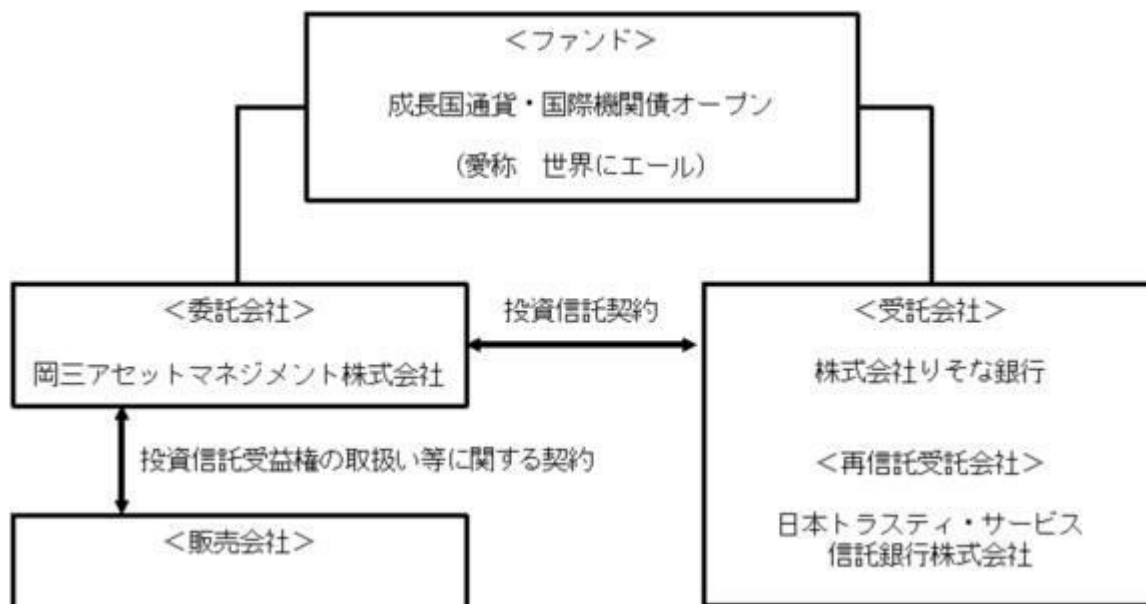 ＜ファンド＞
成長国通貨・国際機関債オープン
（愛称　世界にエール）
＜委託会社＞
岡三アセットマネジメント株式会社
投資信託契約
＜受託会社＞
株式会社りそな銀行
＜再信託受託会社＞
日本トラスティ・サービス
信託銀行株式会社
投資信託受益権の取扱い等に関する契約
＜販売会社＞